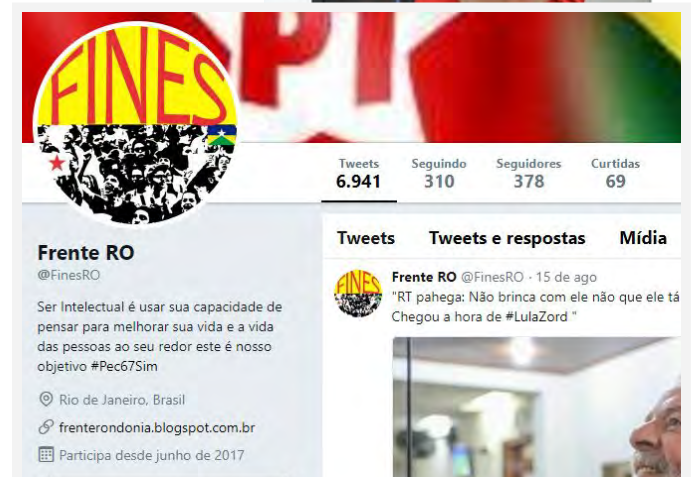 PT
FINES
Tweets Seguindo Seguidores Curtidas
6.941 310 378 69
Frente RO
@FinesRO
Ser Intelectual é usar sua capacidade de
pensar para melhorar sua vida e a vida
das pessoas ao seu redor este é nosso
objetivo #Pec67Sim
Rio de Janeiro, Brasil
frenterondonia.blogspot.com.br
Participa desde junho de 2017
Tweets Tweets e respostas Mídia
FINES
Frente RO @FinesRO · 15 de ago
"RT pahega: Não brinca com ele não que ele tá
Chegou a hora de #LulaZord "